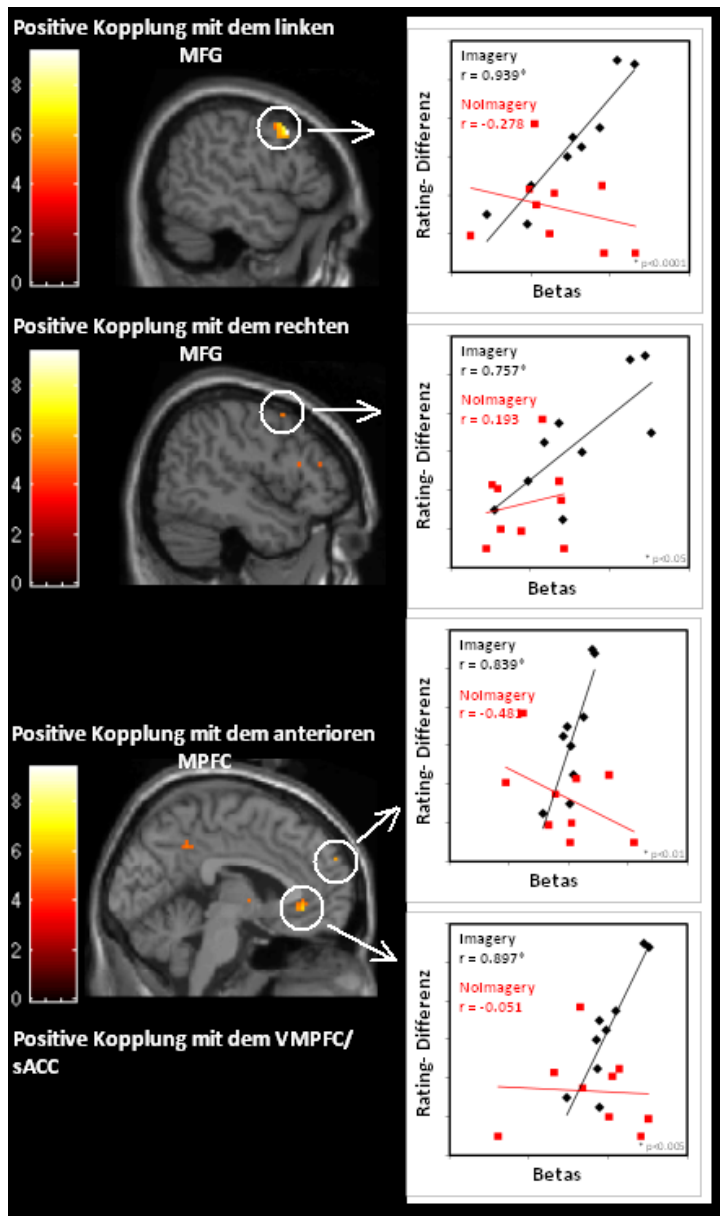 Positive Kopplung mit dem linken
MFG
8
6
4
2
0
Rating- Differenz
Imagery
r = 0.939*
NoImagery
r = -0.278
* p<0.0001
Betas
Positive Kopplung mit dem rechten
MFG
8
6
4
2
0
Rating- Differenz
Imagery
r = 0.757*
NoImagery
r = 0.193
* p<0.05
Betas
Positive Kopplung mit dem anterioren
MPFC
8
6
4
2
0
Rating- Differenz
Imagery
r = 0.839*
NoImagery
* p<0.01
Betas
Rating- Differenz
Imagery
r = 0.897*
NoImagery
r = -0.051
* p<0.005
Betas
Positive Kopplung mit dem VMPFC/
sACC